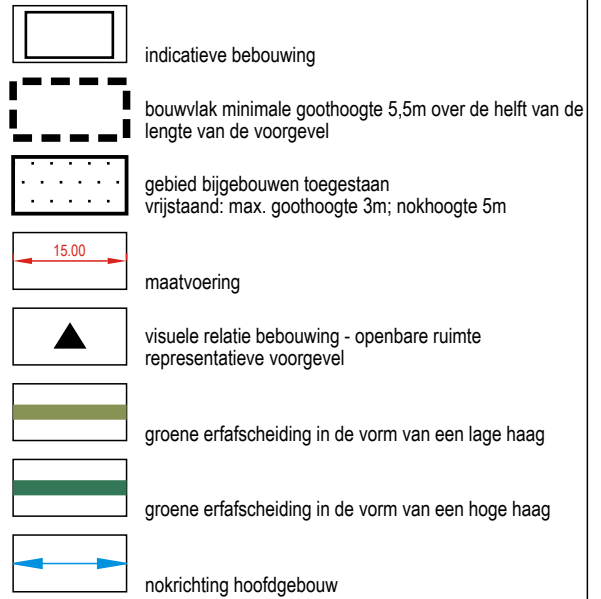 indicatieve bebouwing
bouwvlak minimale goothoogte 5,5m over de helft van de
lengte van de voorgevel
gebied bijgebouwen toegestaan
vrijstaand: max. goothoogte 3m; nokhoogte 5m
15.00
maatvoering
visuele relatie bebouwing - openbare ruimte
representatieve voorgevel
groene erfafscheiding in de vorm van een lage haag
groene erfafscheiding in de vorm van een hoge haag
nokrichting hoofdgebouw